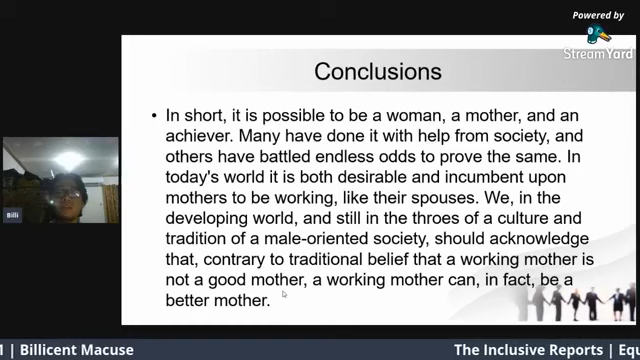 Powered by
StreamYard
Conclusions
• In short, it is possible to be a woman, a mother, and an
achiever. Many have done it with help from society, and
others have battled endless odds to prove the same. In
today's world it is both desirable and incumbent upon
mothers to be working, like their spouses. We, in the
developing world, and still in the throes of a culture and
tradition of a male-oriented society, should acknowledge
that, contrary to traditional belief that a working mother is
not a good mother, a working mother can, in fact, be a
better mother.
Billi
1 | Billicent Macuse
The Inclusive Reports | Equ